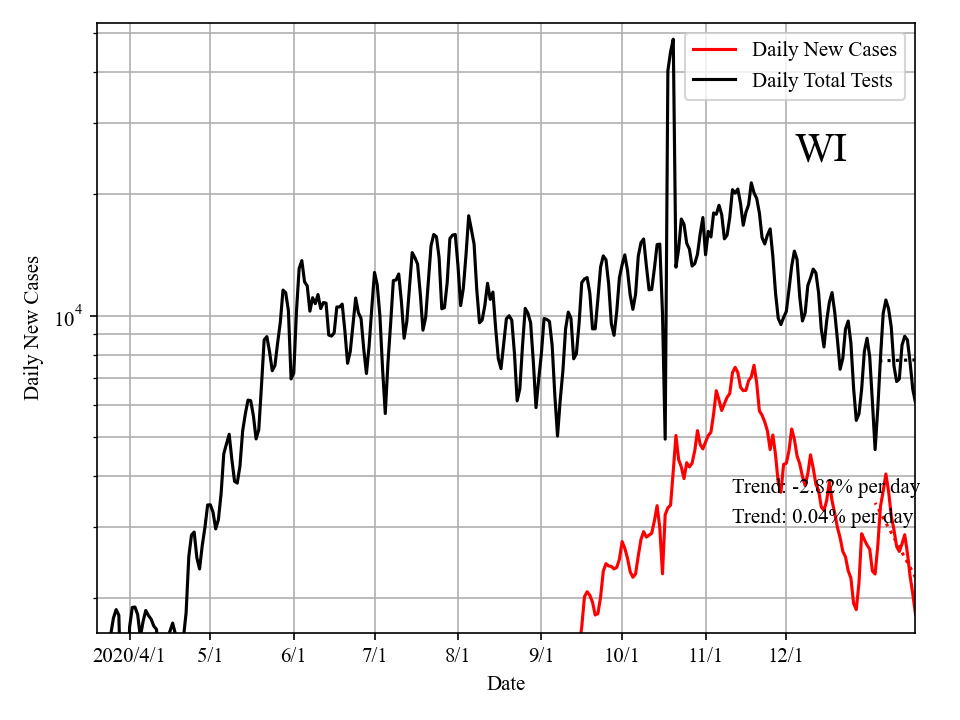 Daily New Cases
Daily Total Tests
WI
Daily New Cases
10^4
Trend: -2.82% per day
Trend: 0.04% per day
2020/4/1 5/1 6/1 7/1 8/1 9/1 10/1 11/1 12/1
Date